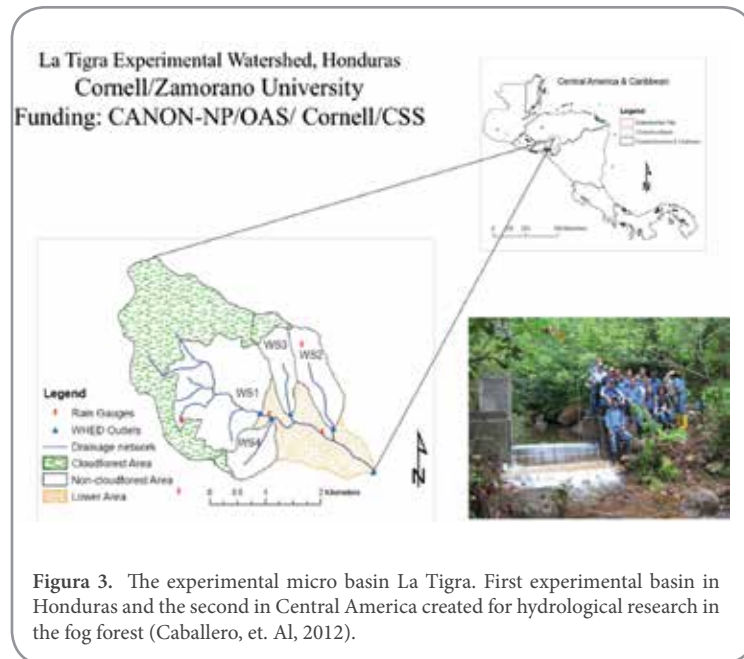 La Tigra Experimental Watershed, Honduras
Cornell/Zamorano University
Funding: CANON-NP/OAS/ Cornell/CSS
Central America & Caribbean
Legend
N
WS3
WS2
WS1
WS4
Legend
Rain Gauges
Outlets
Drainage network
Cloudforest Area
Non-cloudforest Area
Lower Area
0 0.5 1 2 Kilometers
N
Figura 3. The experimental micro basin La Tigra. First experimental basin in
Honduras and the second in Central America created for hydrological research in
the fog forest (Caballero, et. Al, 2012).